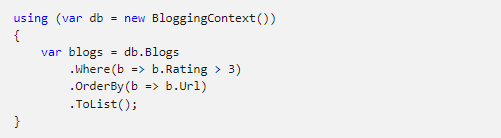 using (var db = new BloggingContext())
{
    var blogs = db.Blogs
        .Where(b => b.Rating > 3)
        .OrderBy(b => b.Url)
        .ToList();
}